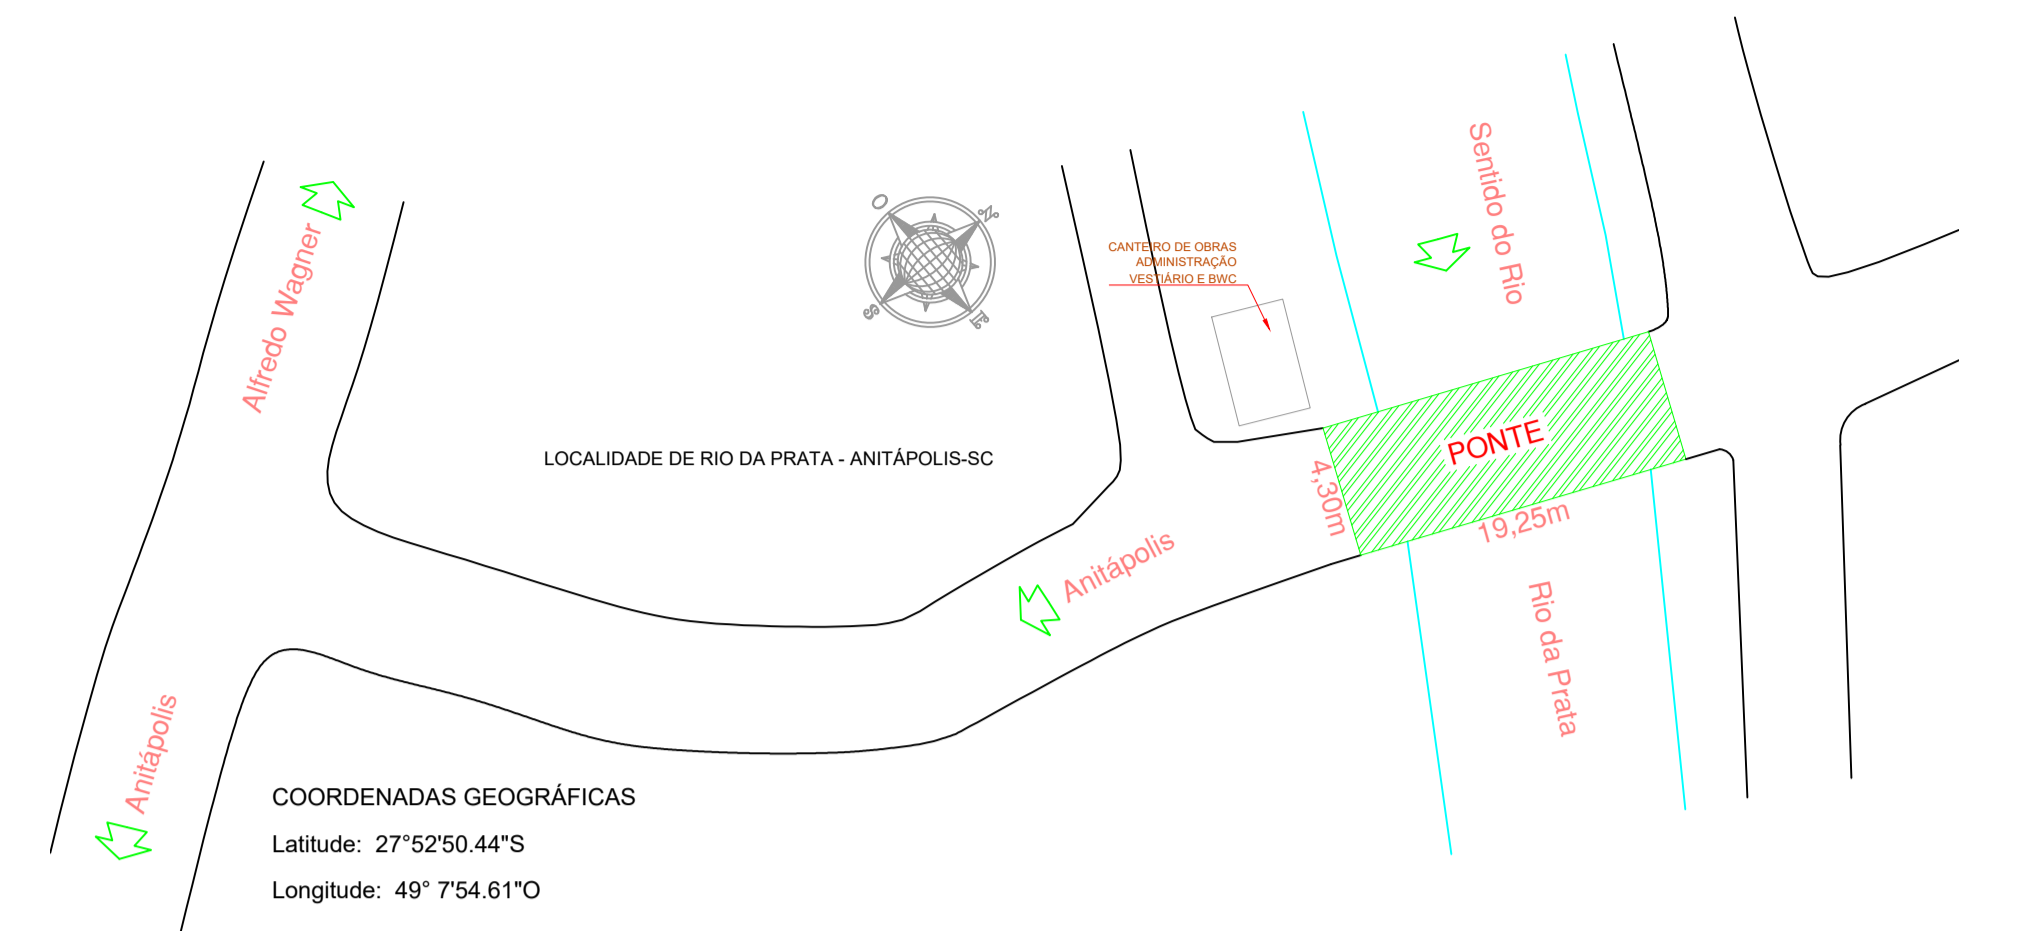 Alfredo Wagner
O
N
S
E
CANTEIRO DE OBRAS
ADMINISTRAÇÃO
VESTIÁRIO E BWC
Sentido do Rio
LOCALIDADE DE RIO DA PRATA - ANITÁPOLIS-SC
PONTE
4,30m
19,25m
Anitápolis
Rio da Prata
Anitápolis
COORDENADAS GEOGRÁFICAS
Latitude: 27°52'50.44"S
Longitude: 49° 7'54.61"O